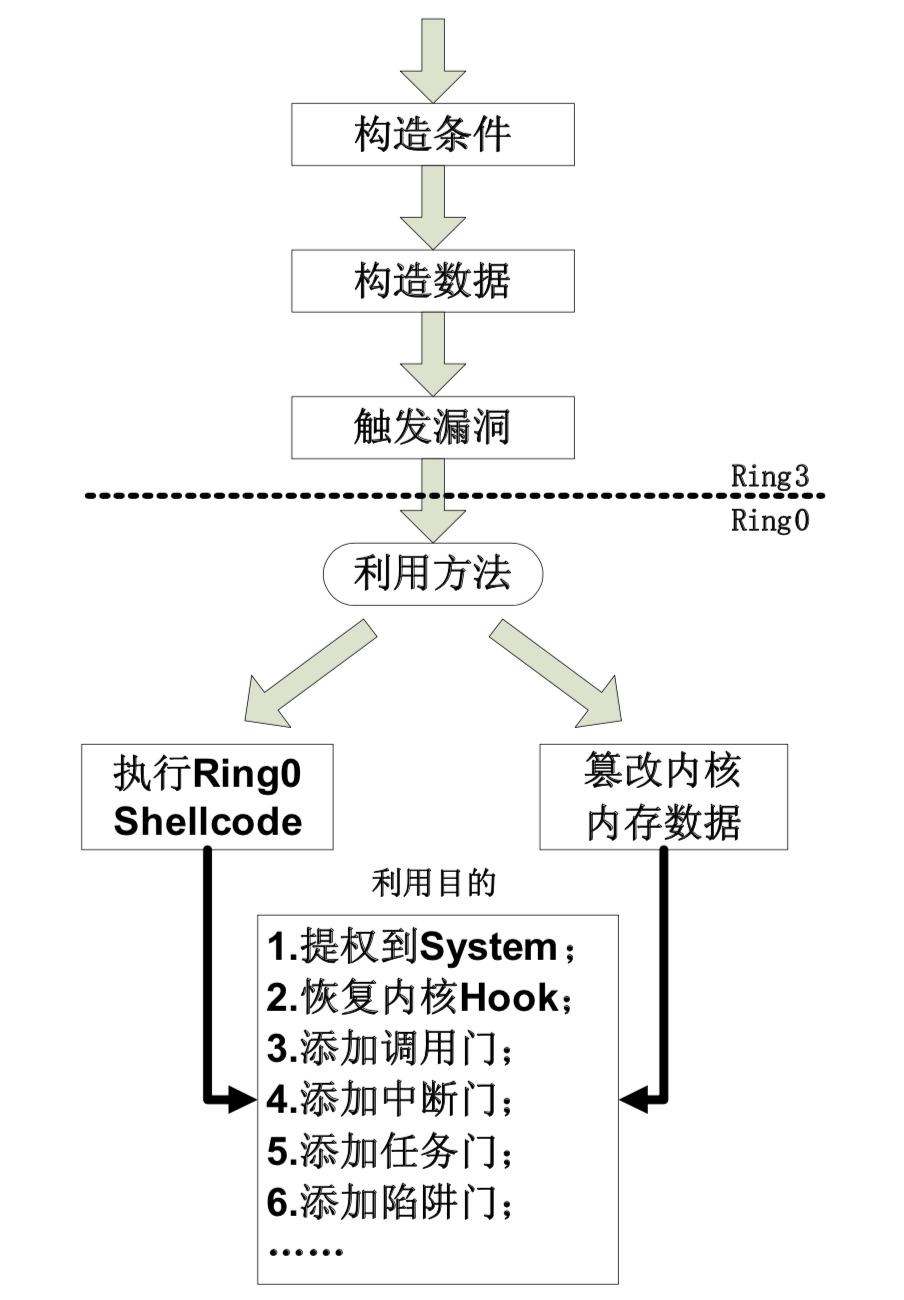 构造条件
构造数据
触发漏洞
Ring3
Ring0
利用方法
执行Ring0
Shellcode
篡改内核
内存数据
利用目的
1.提权到System；
2.恢复内核Hook；
3.添加调用门；
4.添加中断门；
5.添加任务门；
6.添加陷阱门；
……